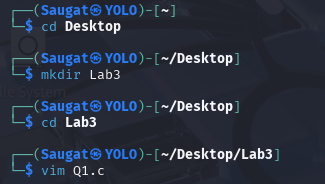 ┌──(Saugat㉿YOLO)-[~]
└─$ cd Desktop
┌──(Saugat㉿YOLO)-[~/Desktop]
└─$ mkdir Lab3
┌──(Saugat㉿YOLO)-[~/Desktop]
└─$ cd Lab3
┌──(Saugat㉿YOLO)-[~/Desktop/Lab3]
└─$ vim Q1.c